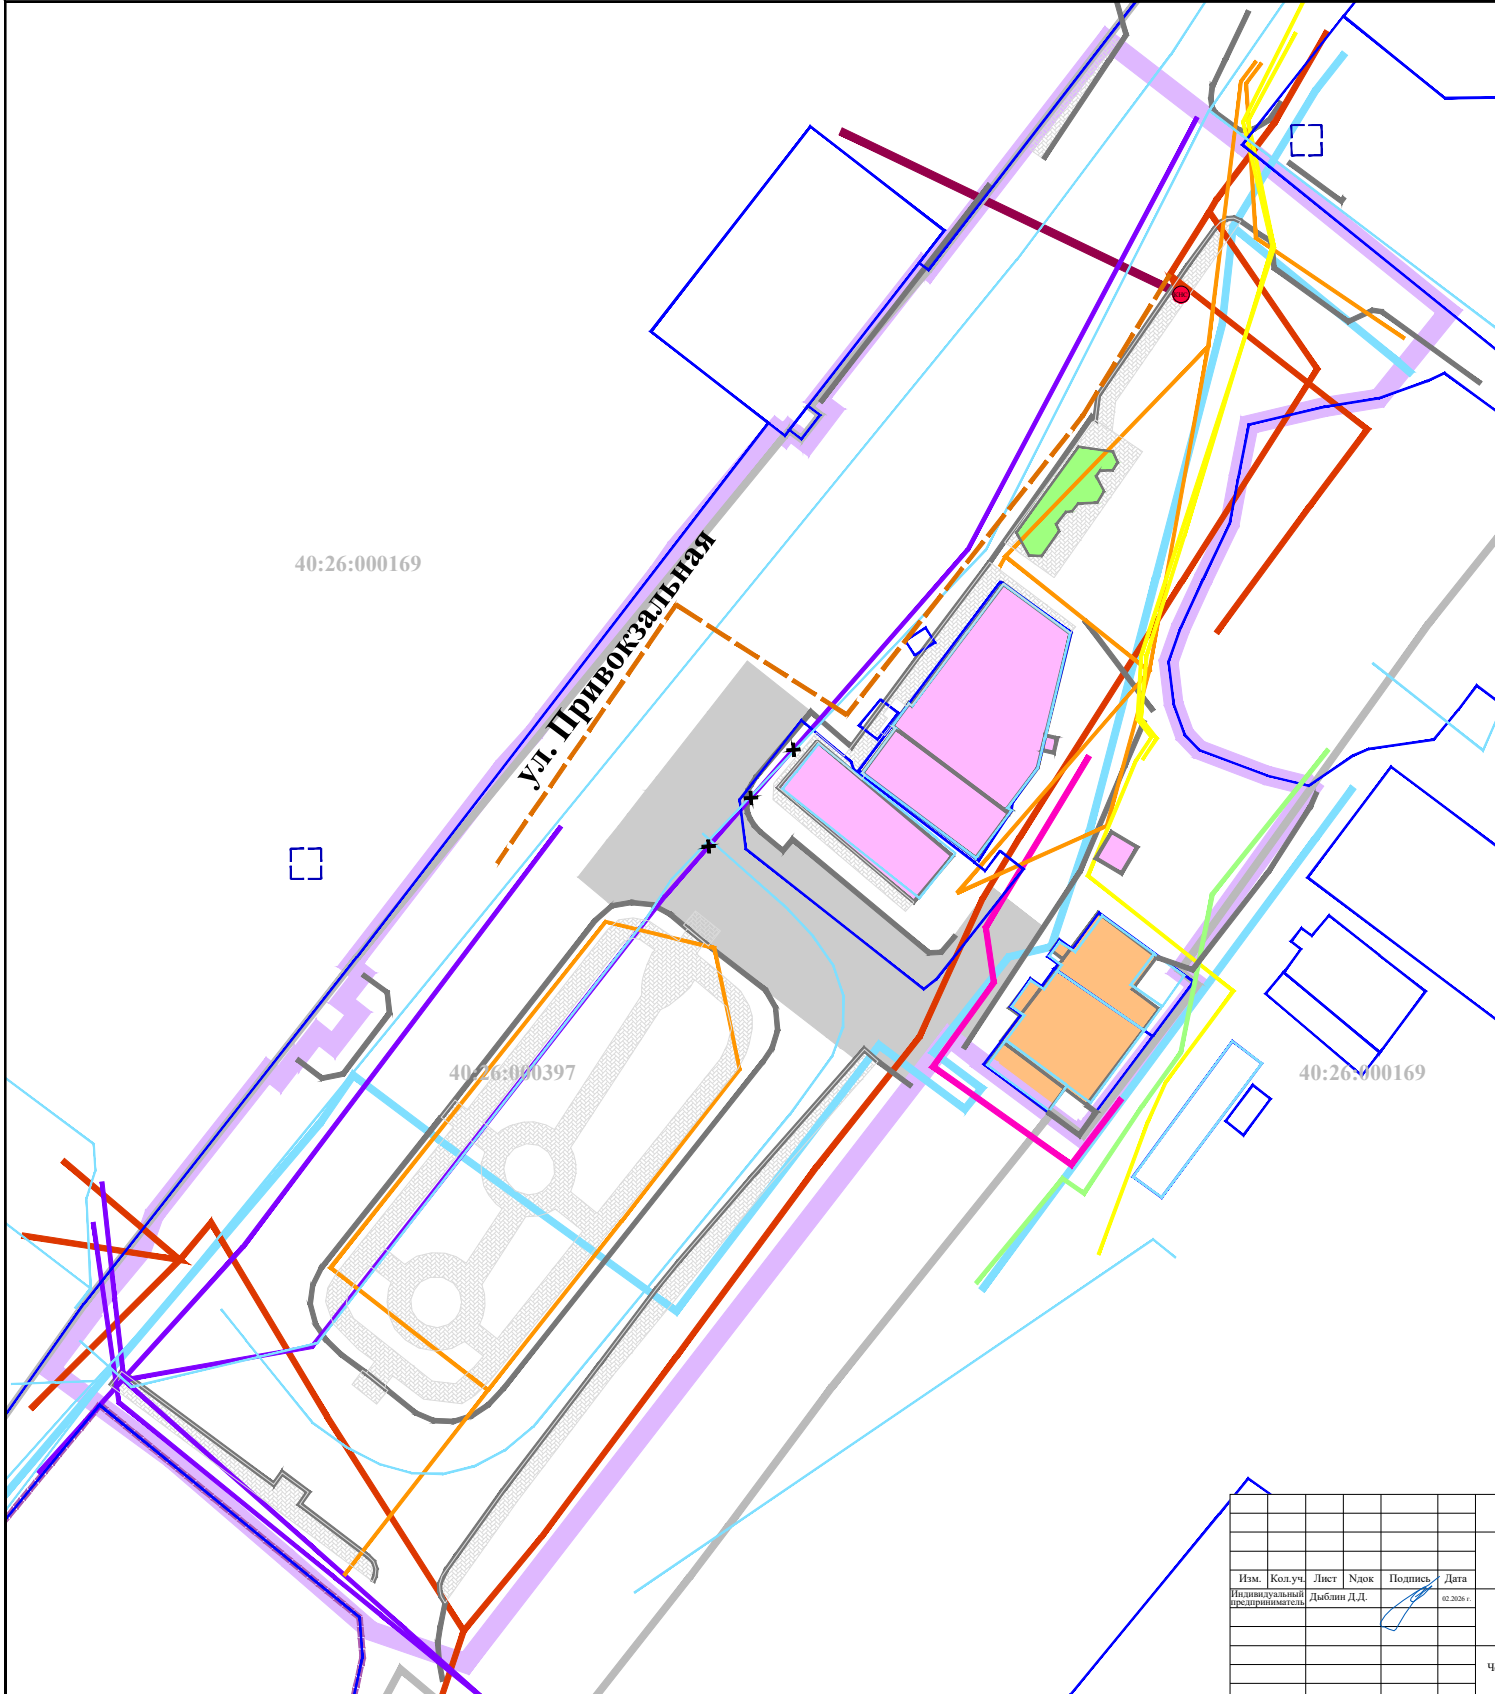 40:26:000169
ул. Привокзальная
40:26:000397
40:26:000169
Изм. Кол.уч. Лист Nдок Подпись Дата
Индивидуальный
предприниматель Дыблин Д.Д. 02.2026 г.